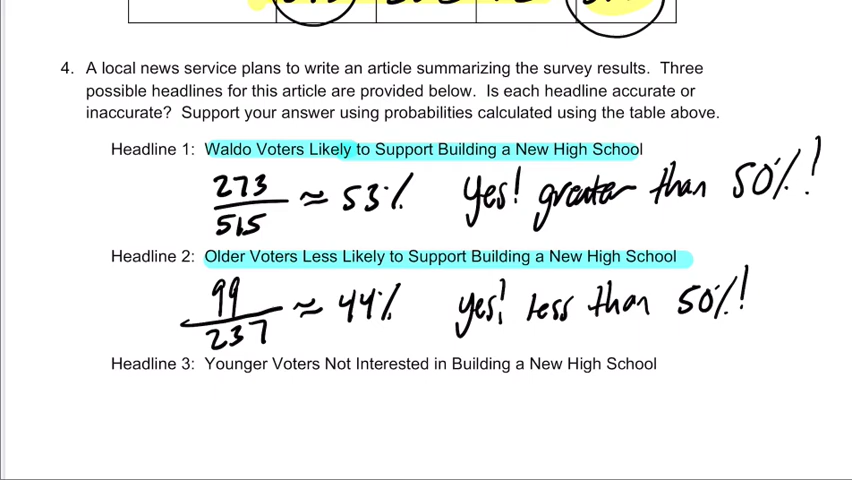 4. A local news service plans to write an article summarizing the survey results. Three
possible headlines for this article are provided below. Is each headline accurate or
inaccurate? Support your answer using probabilities calculated using the table above.
Headline 1: Waldo Voters Likely to Support Building a New High School
273
515
≈ 53% yes! greater than 50%!
Headline 2: Older Voters Less Likely to Support Building a New High School
99
237
≈ 44% yes! less than 50%!
Headline 3: Younger Voters Not Interested in Building a New High School